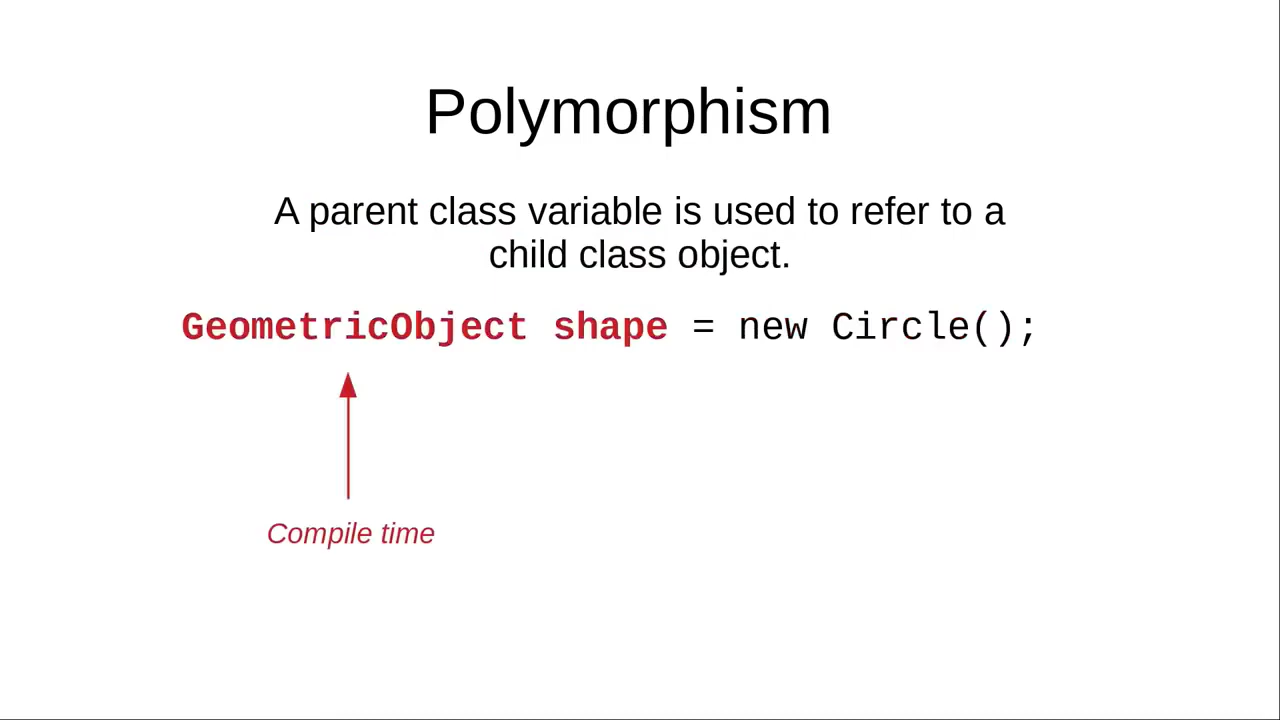 Polymorphism
A parent class variable is used to refer to a
child class object.
GeometricObject shape = new Circle();
Compile time